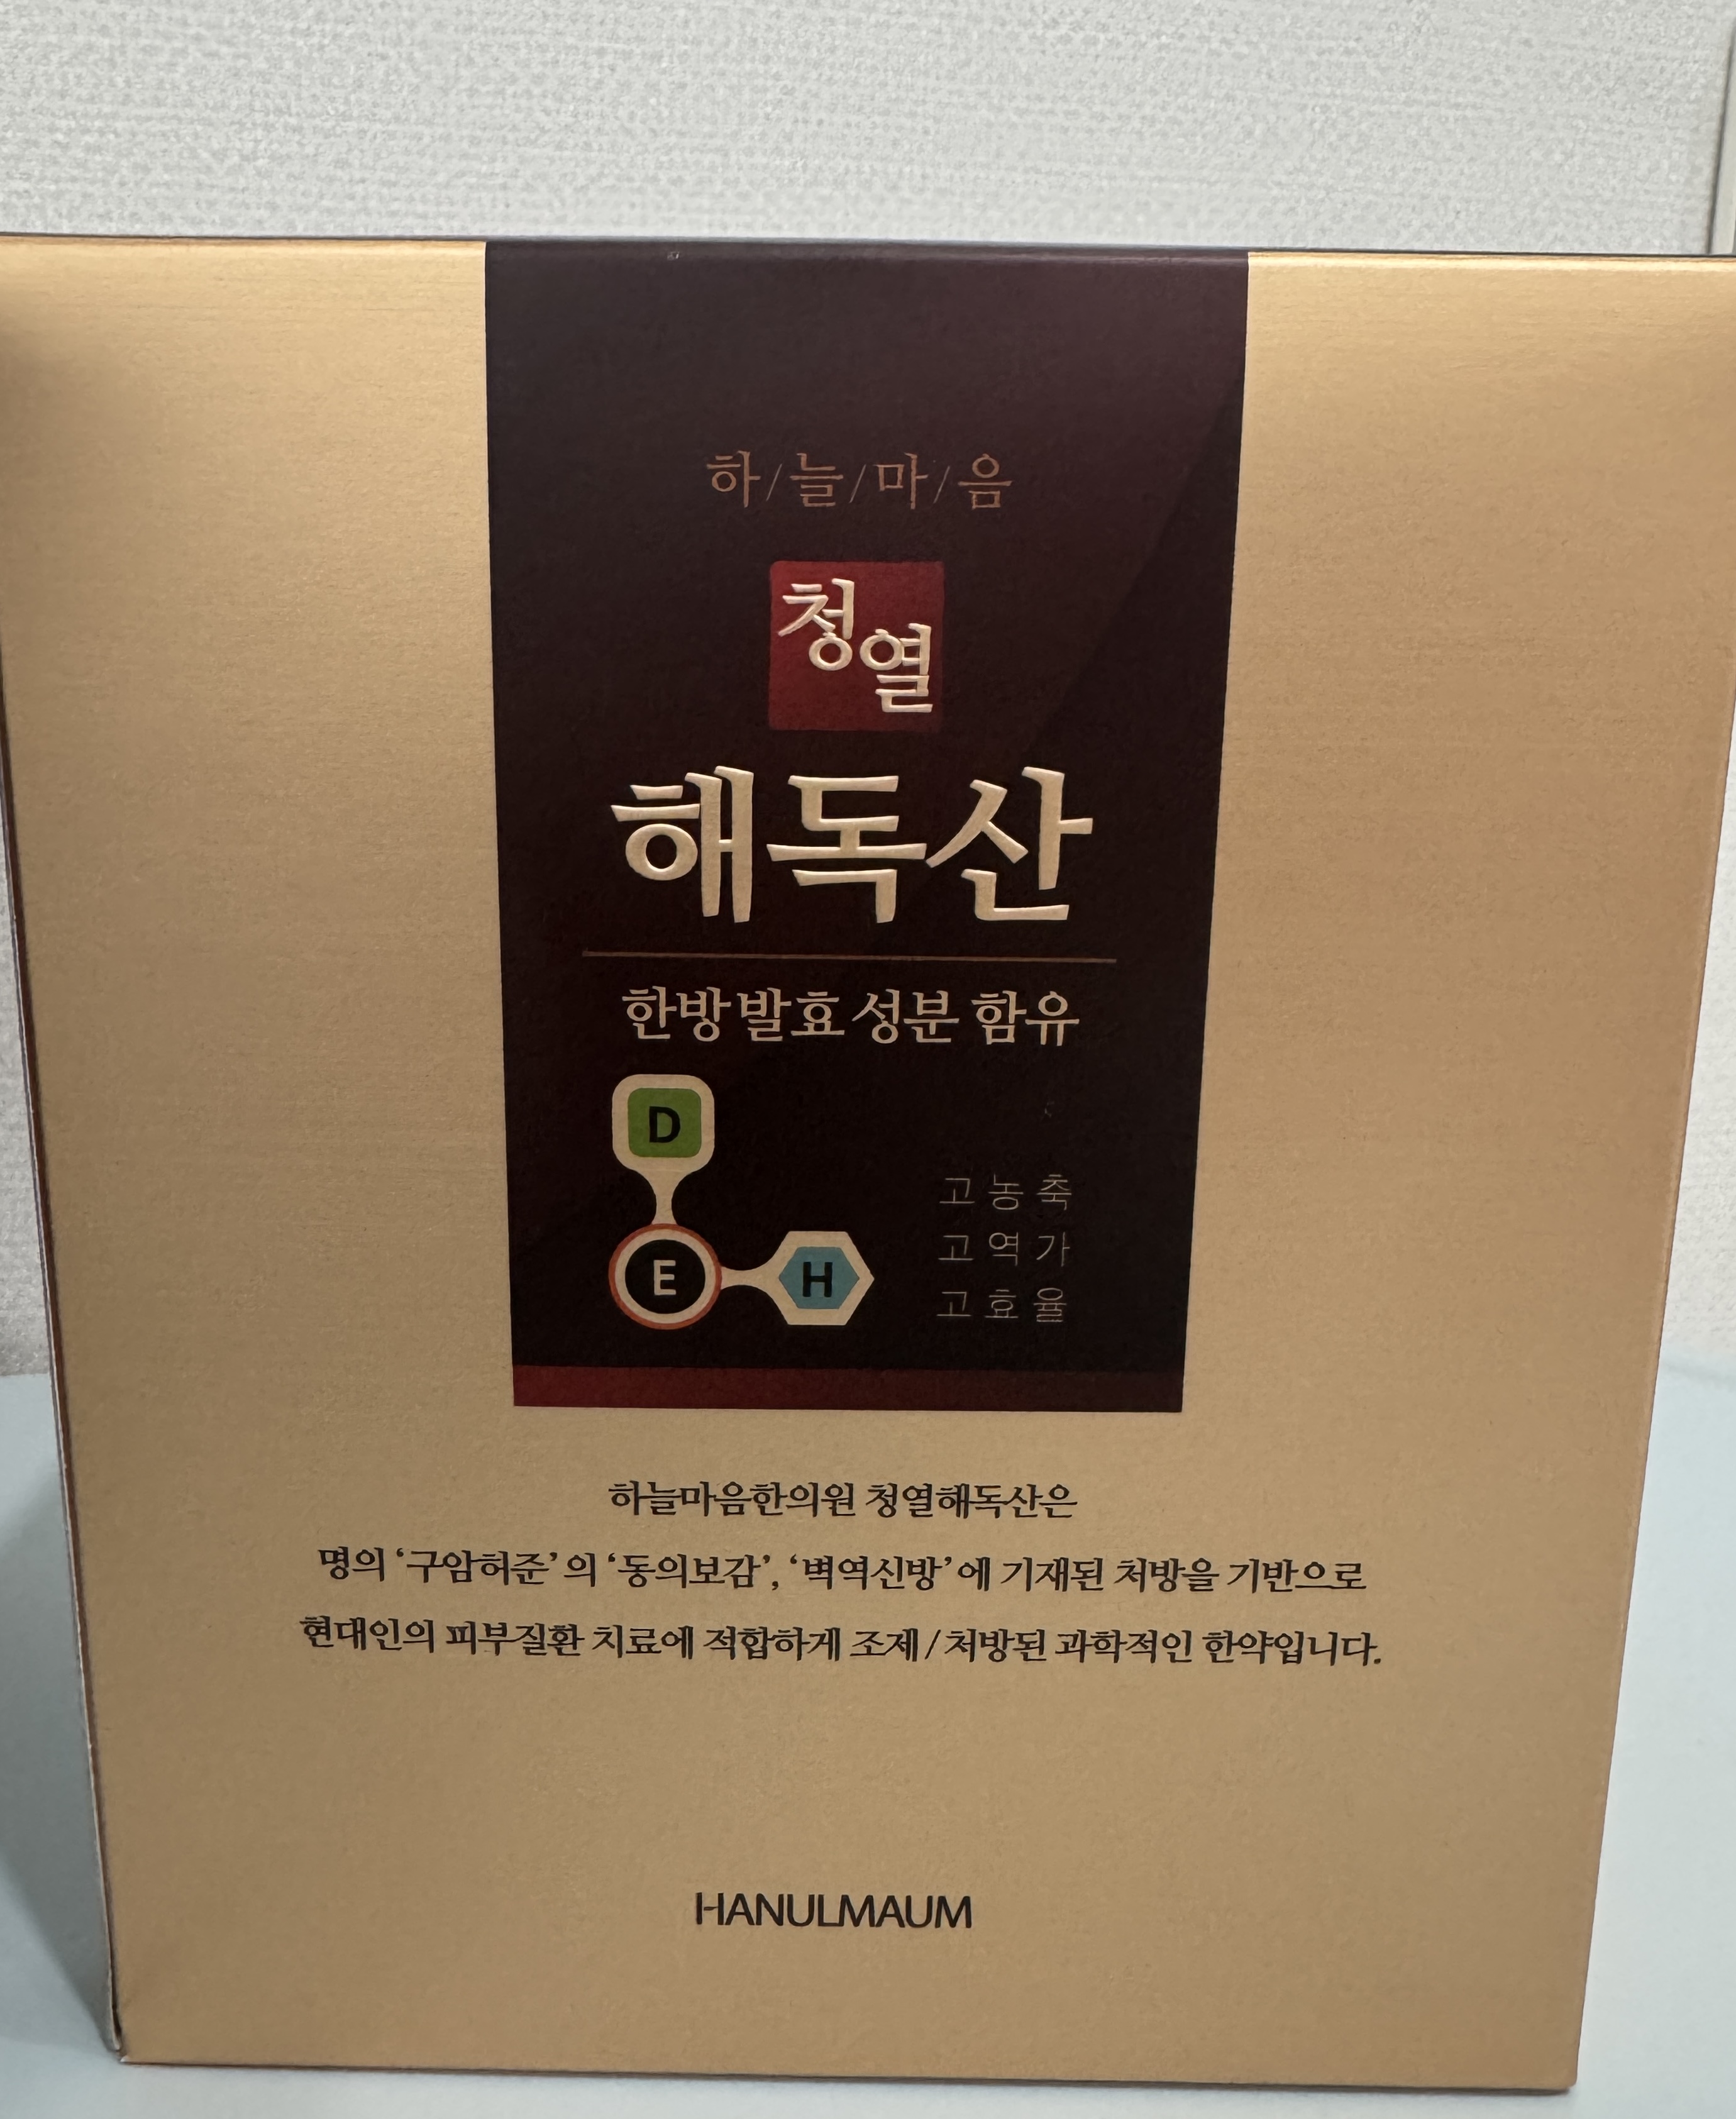 하/늘/마/음
청열
해독산
한방 발효 성분 함유
D
E H
고농축
고역가
고효율
하늘마음한의원 청열해독산은
명의 ‘구암허준’의 ‘동의보감’, ‘벽역신방’에 기재된 처방을 기반으로
현대인의 피부질환 치료에 적합하게 조제/처방된 과학적인 한약입니다.
HANULMAUM